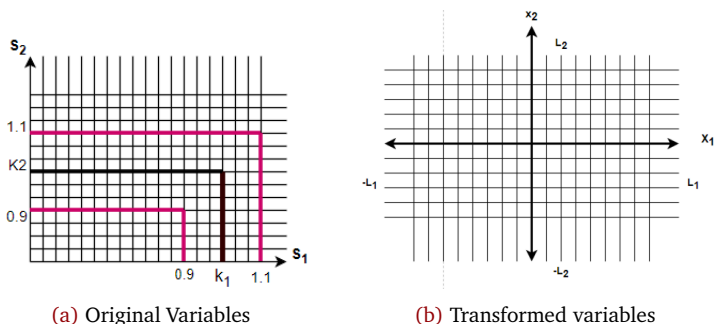 S2
1.1
K2
0.9
S1
0.9
k1
1.1
(a) Original Variables
x2
L2
X1
-L1
L1
-L2
(b) Transformed variables